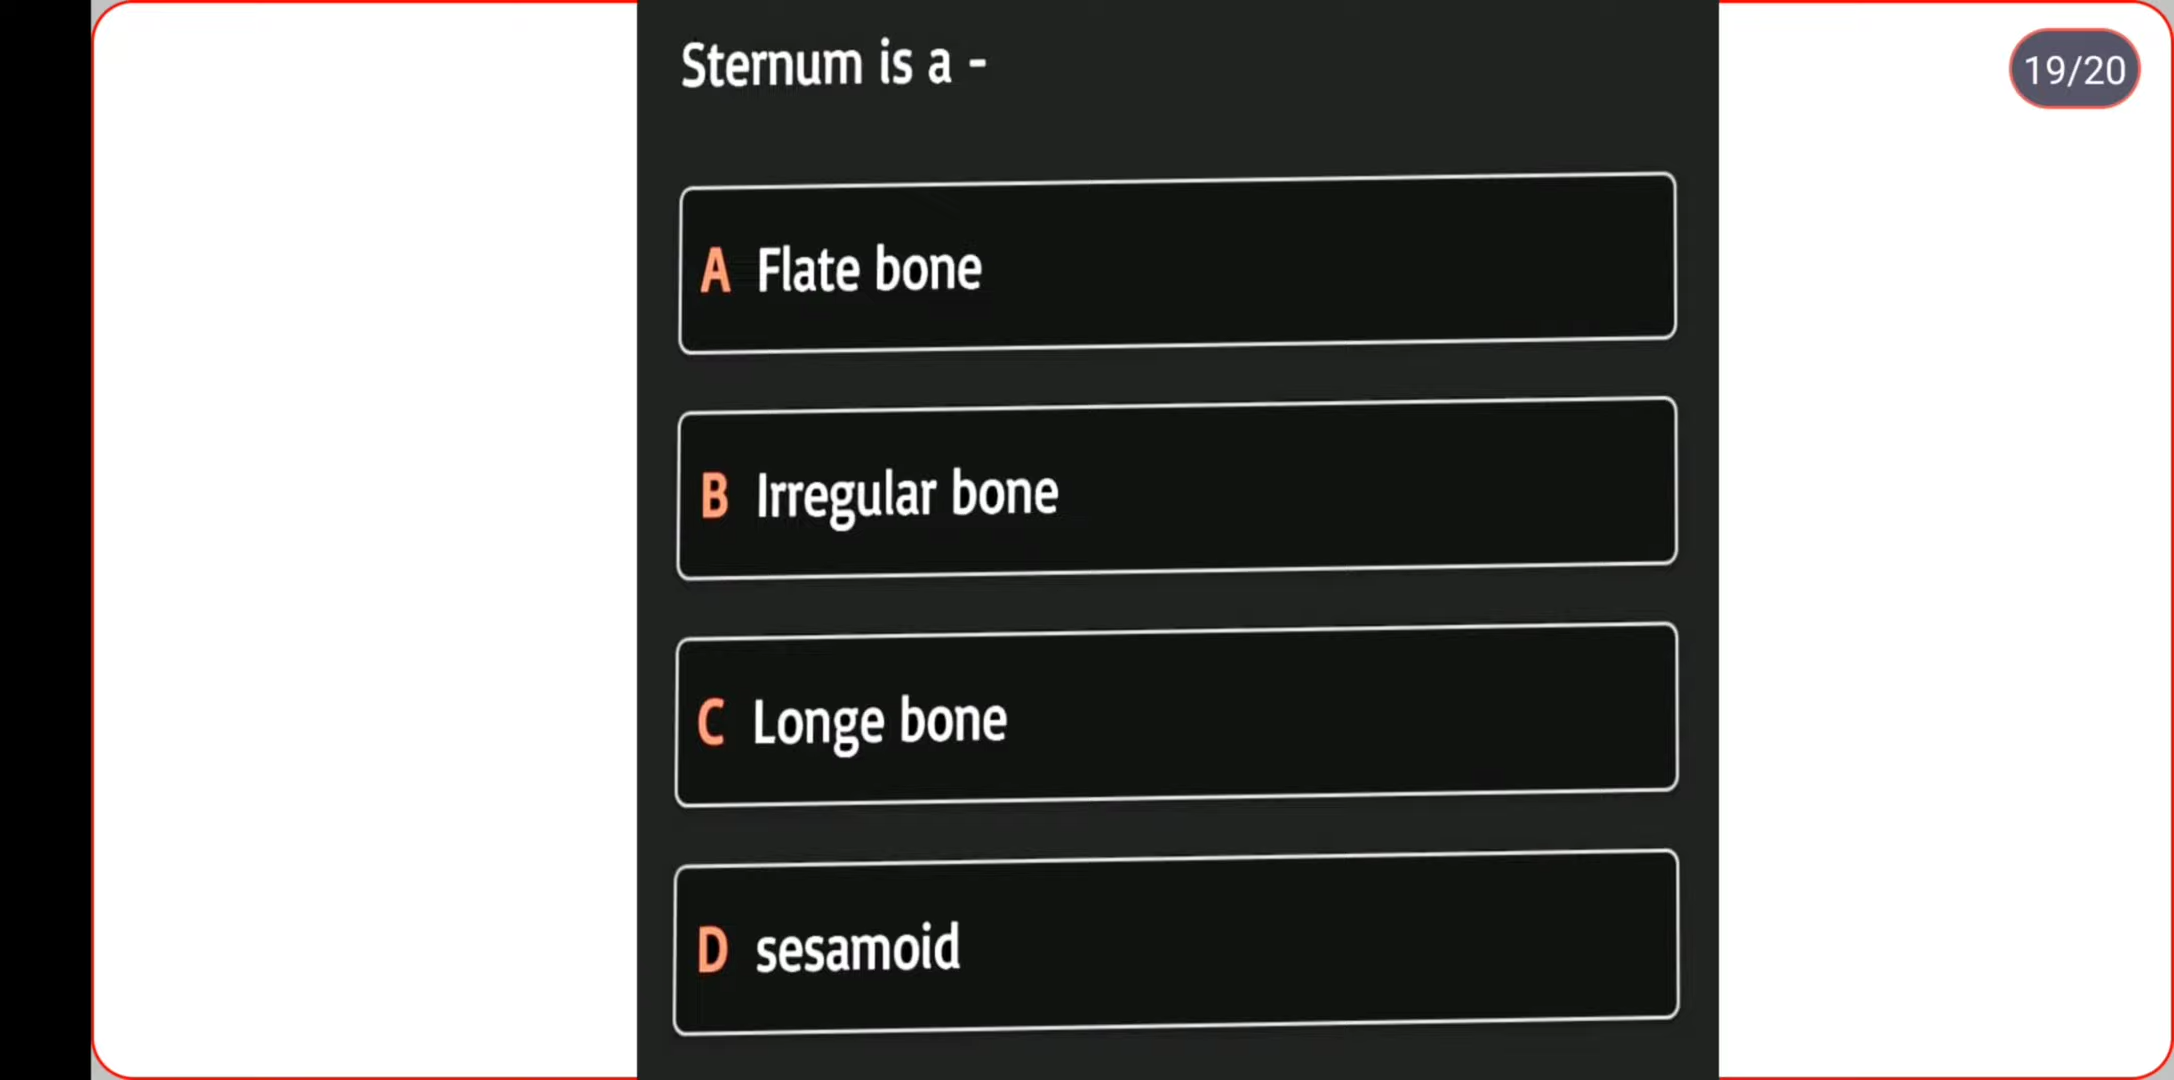 Sternum is a -
19/20
A Flate bone
B Irregular bone
C Longe bone
D sesamoid